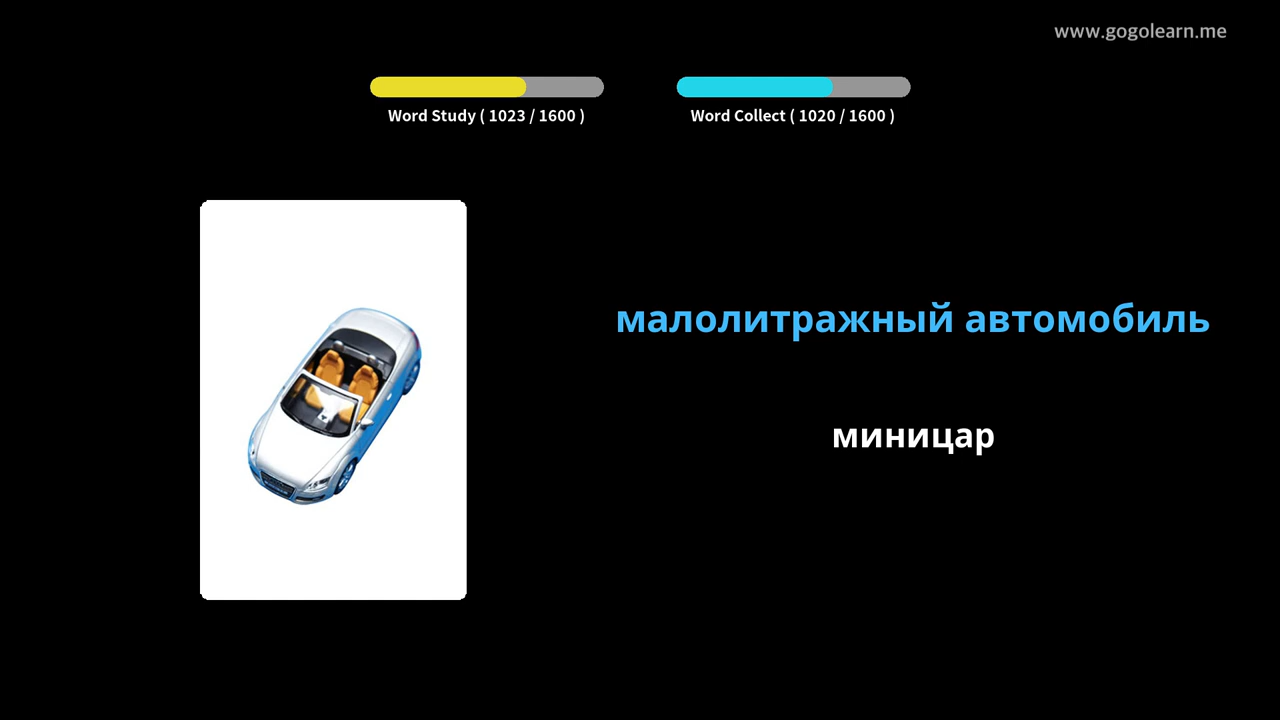 www.gogolearn.me
Word Study ( 1023 / 1600 )
Word Collect ( 1020 / 1600 )
малолитражный автомобиль
миницар